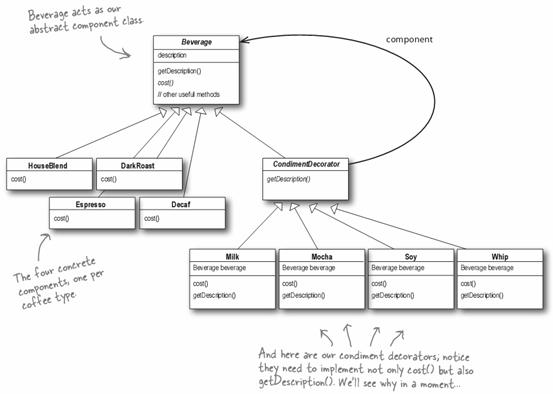 Beverage acts as our
abstract component class.
Beverage
description
getDescription()
cost()
// other useful methods
component
HouseBlend
cost()
DarkRoast
cost()
Espresso
cost()
Decaf
cost()
CondimentDecorator
getDescription()
The four concrete
components, one per
coffee type.
Milk
Beverage beverage
cost()
getDescription()
Mocha
Beverage beverage
cost()
getDescription()
Soy
Beverage beverage
cost()
getDescription()
Whip
Beverage beverage
cost()
getDescription()
And here are our condiment decorators; notice
they need to implement not only cost() but also
getDescription(). We'll see why in a moment...